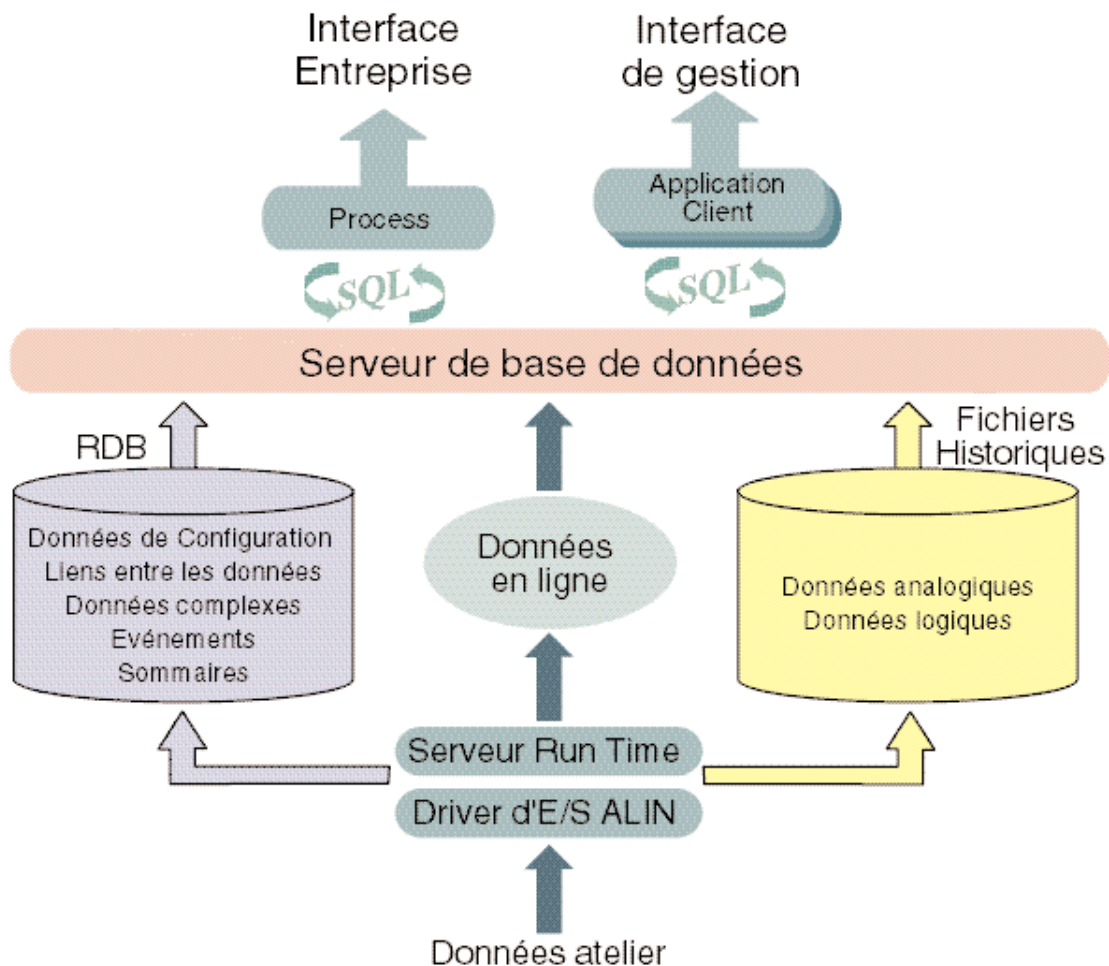 Interface
Entreprise
Interface
de gestion
Process
Application
Client
SQL
SQL
Serveur de base de données
RDB
Fichiers
Historiques
Données de Configuration
Liens entre les données
Données complexes
Evénements
Sommaires
Données
en ligne
Données analogiques
Données logiques
Serveur Run Time
Driver d'E/S ALIN
Données atelier